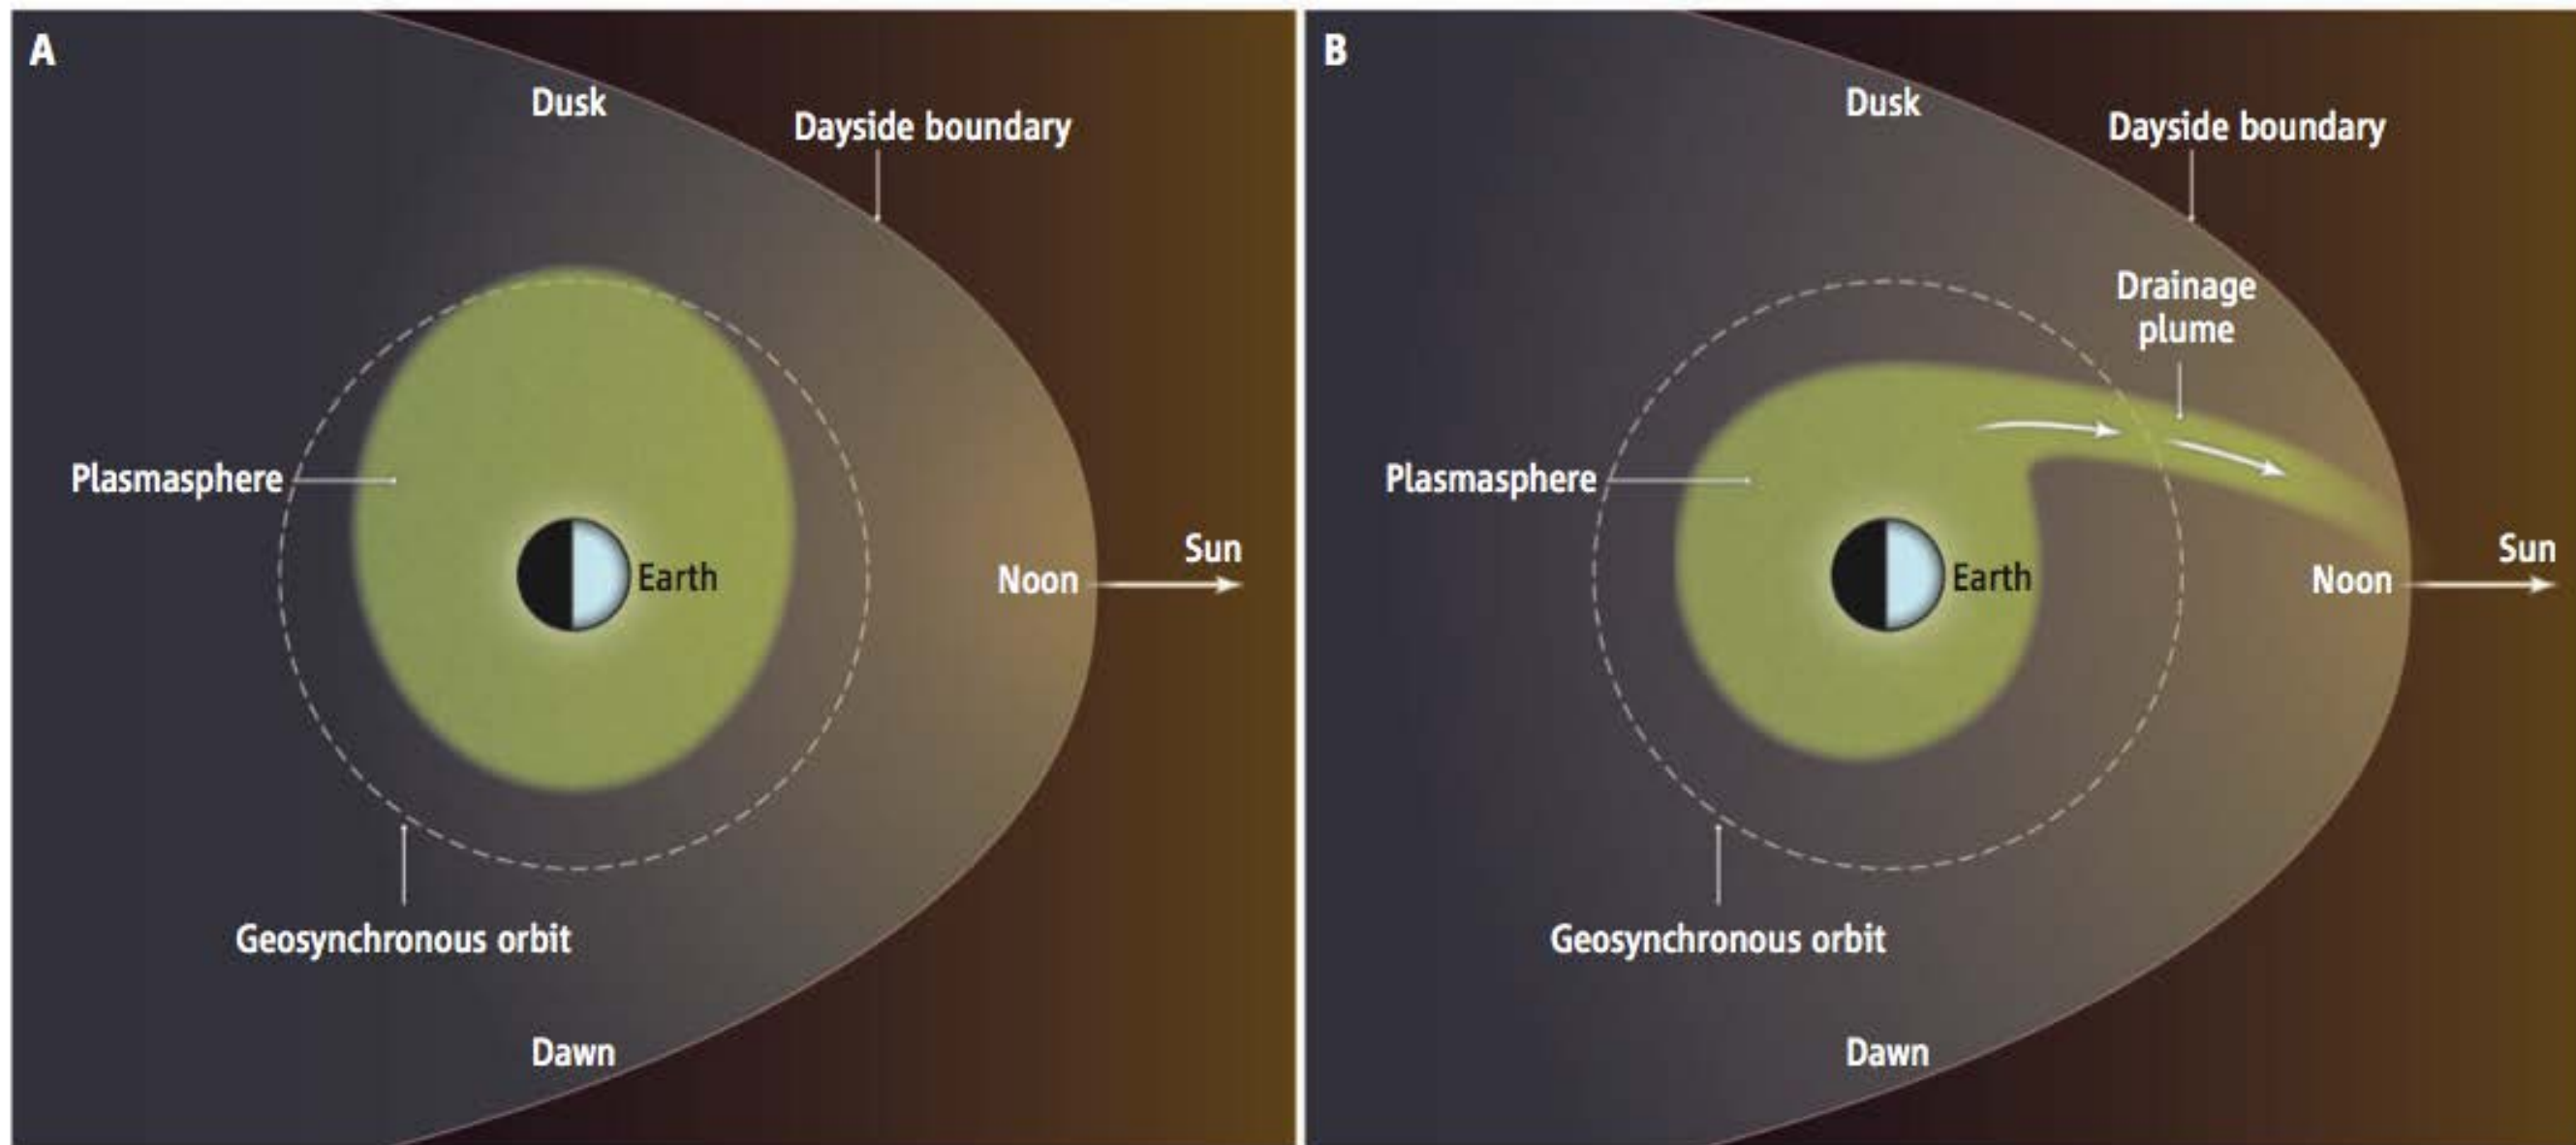 A
Dusk
Dayside boundary
Plasmasphere
Earth
Sun
Noon
Geosynchronous orbit
Dawn
B
Dusk
Dayside boundary
Drainage
plume
Plasmasphere
Earth
Sun
Noon
Geosynchronous orbit
Dawn